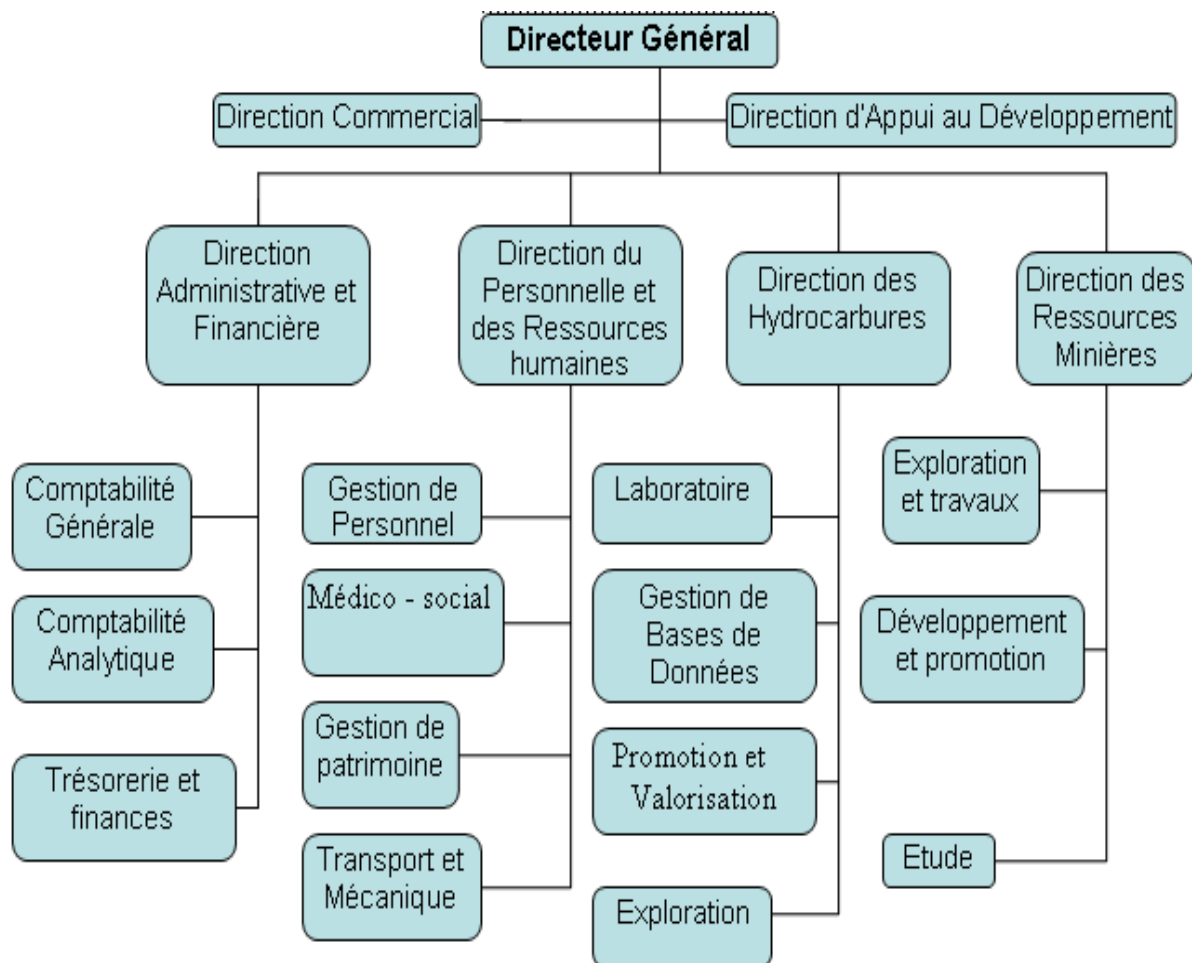 Directeur Général
Direction Commercial
Direction d'Appui au Développement
Direction
Administrative et
Financière
Direction du
Personnelle et
des Ressources
humaines
Direction des
Hydrocarbures
Direction des
Ressources
Minières
Comptabilité
Générale
Comptabilité
Analytique
Trésorerie et
finances
Gestion de
Personnel
Médico - social
Gestion de
patrimoine
Transport et
Mécanique
Laboratoire
Gestion de
Bases de
Données
Promotion et
Valorisation
Exploration
Exploration
et travaux
Développement
et promotion
Etude